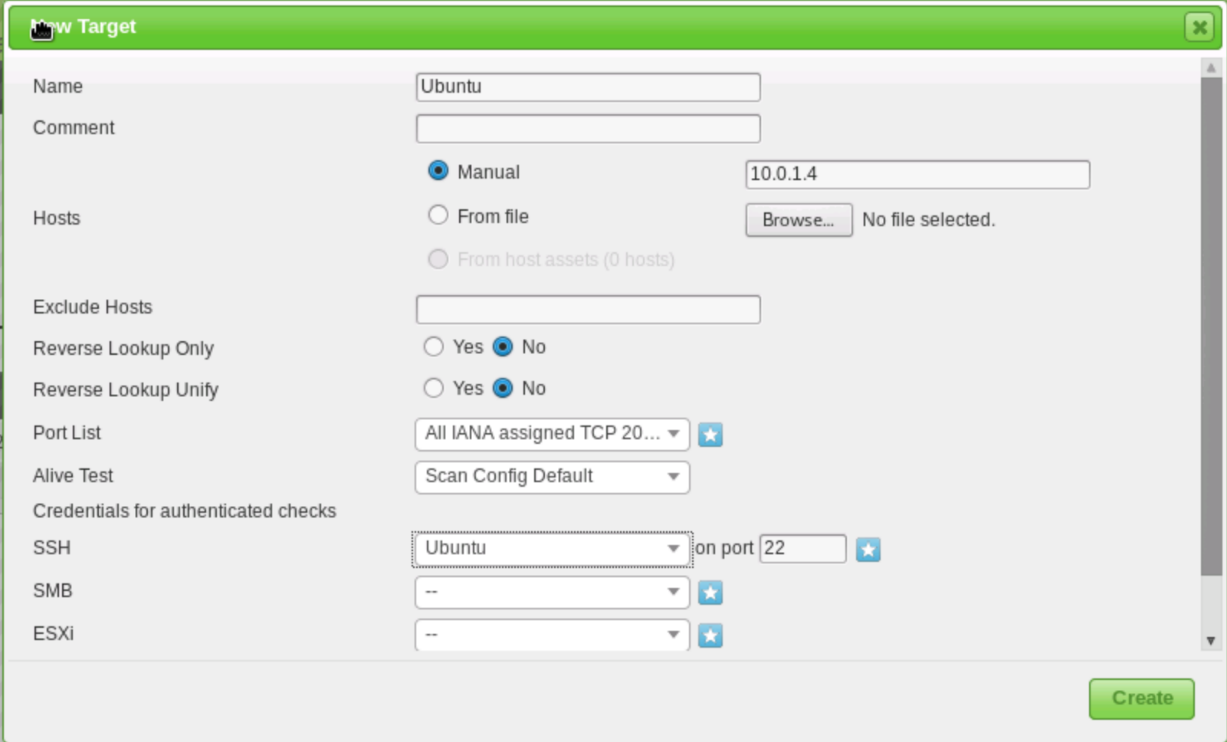 New Target
Name Ubuntu
Comment
Manual 10.0.1.4
Hosts
From file Browse... No file selected.
From host assets (0 hosts)
Exclude Hosts
Reverse Lookup Only Yes No
Reverse Lookup Unify Yes No
Port List All IANA assigned TCP 20...
Alive Test Scan Config Default
Credentials for authenticated checks
SSH Ubuntu on port 22
SMB --
ESXi --
Create